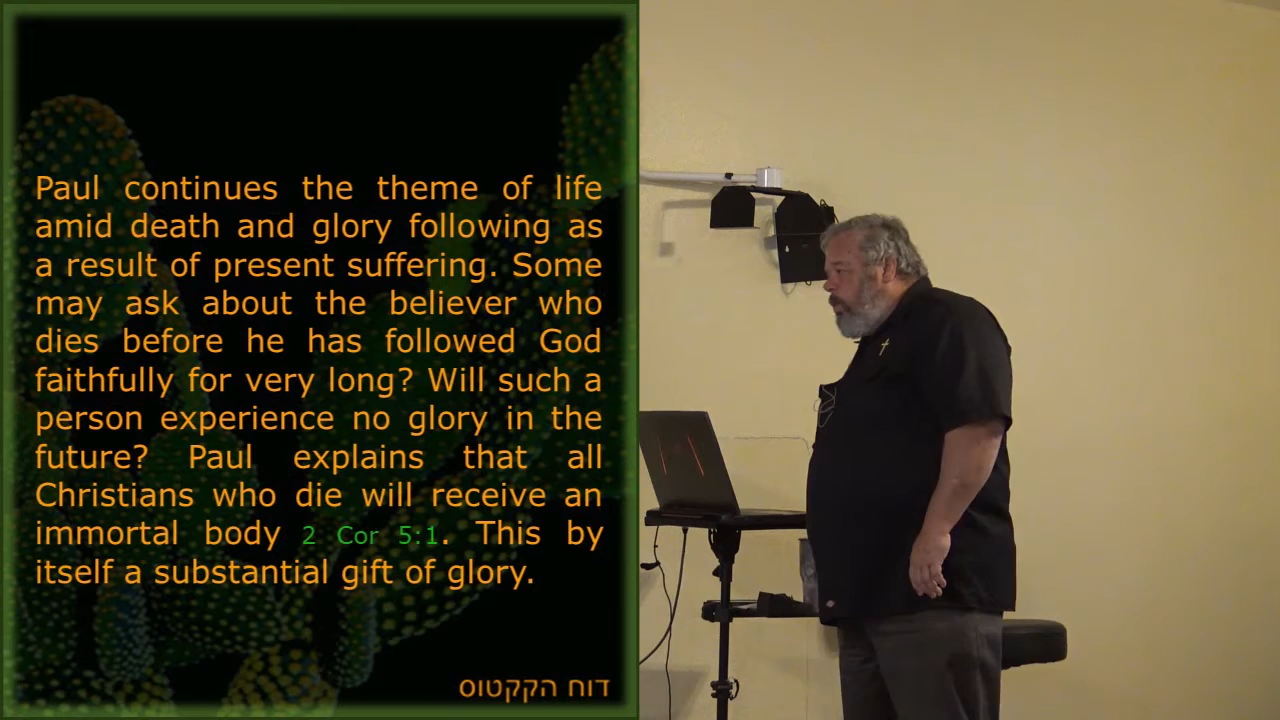 Paul continues the theme of life
amid death and glory following as
a result of present suffering. Some
may ask about the believer who
dies before he has followed God
faithfully for very long? Will such a
person experience no glory in the
future? Paul explains that all
Christians who die will receive an
immortal body 2 Cor 5:1. This by
itself a substantial gift of glory.
דוח הקקטוס